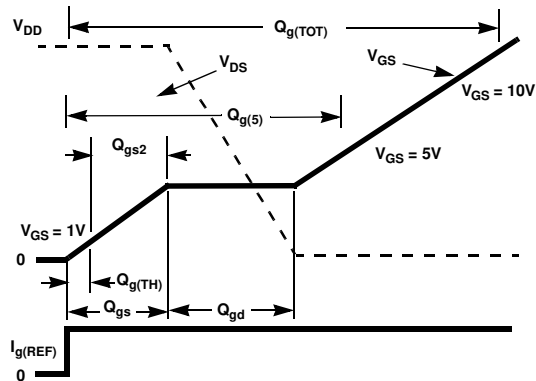 V_DD
Q_g(TOT)
V_DS
V_GS
V_GS = 10V
Q_g(5)
Q_gs2
V_GS = 5V
V_GS = 1V
0
Q_g(TH)
Q_gs
Q_gd
I_g(REF)
0